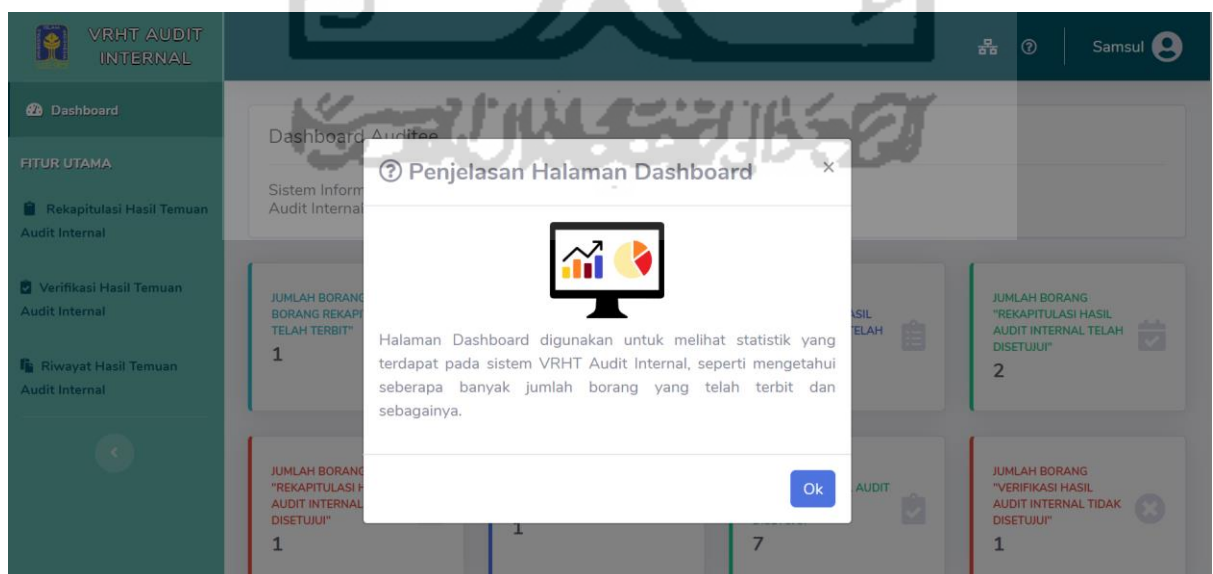 VRHT AUDIT
INTERNAL
Samsul
Dashboard
FITUR UTAMA
Rekapitulasi Hasil Temuan
Audit Internal
Verifikasi Hasil Temuan
Audit Internal
Riwayat Hasil Temuan
Audit Internal
Dashboard Auditee
Sistem Inform
Audit Internal
Penjelasan Halaman Dashboard
×
Halaman Dashboard digunakan untuk melihat statistik yang
terdapat pada sistem VRHT Audit Internal, seperti mengetahui
seberapa banyak jumlah borang yang telah terbit dan
sebagainya.
Ok
JUMLAH BORANG
BORANG REKAPI
TELAH TERBIT"
1
ASIL
TELAH
JUMLAH BORANG
"REKAPITULASI HASIL
AUDIT INTERNAL TELAH
DISETUJUI"
2
JUMLAH BORANG
"REKAPITULASI H
AUDIT INTERNAL
DISETUJUI"
1
1
AUDIT
7
JUMLAH BORANG
"VERIFIKASI HASIL
AUDIT INTERNAL TIDAK
DISETUJUI"
1